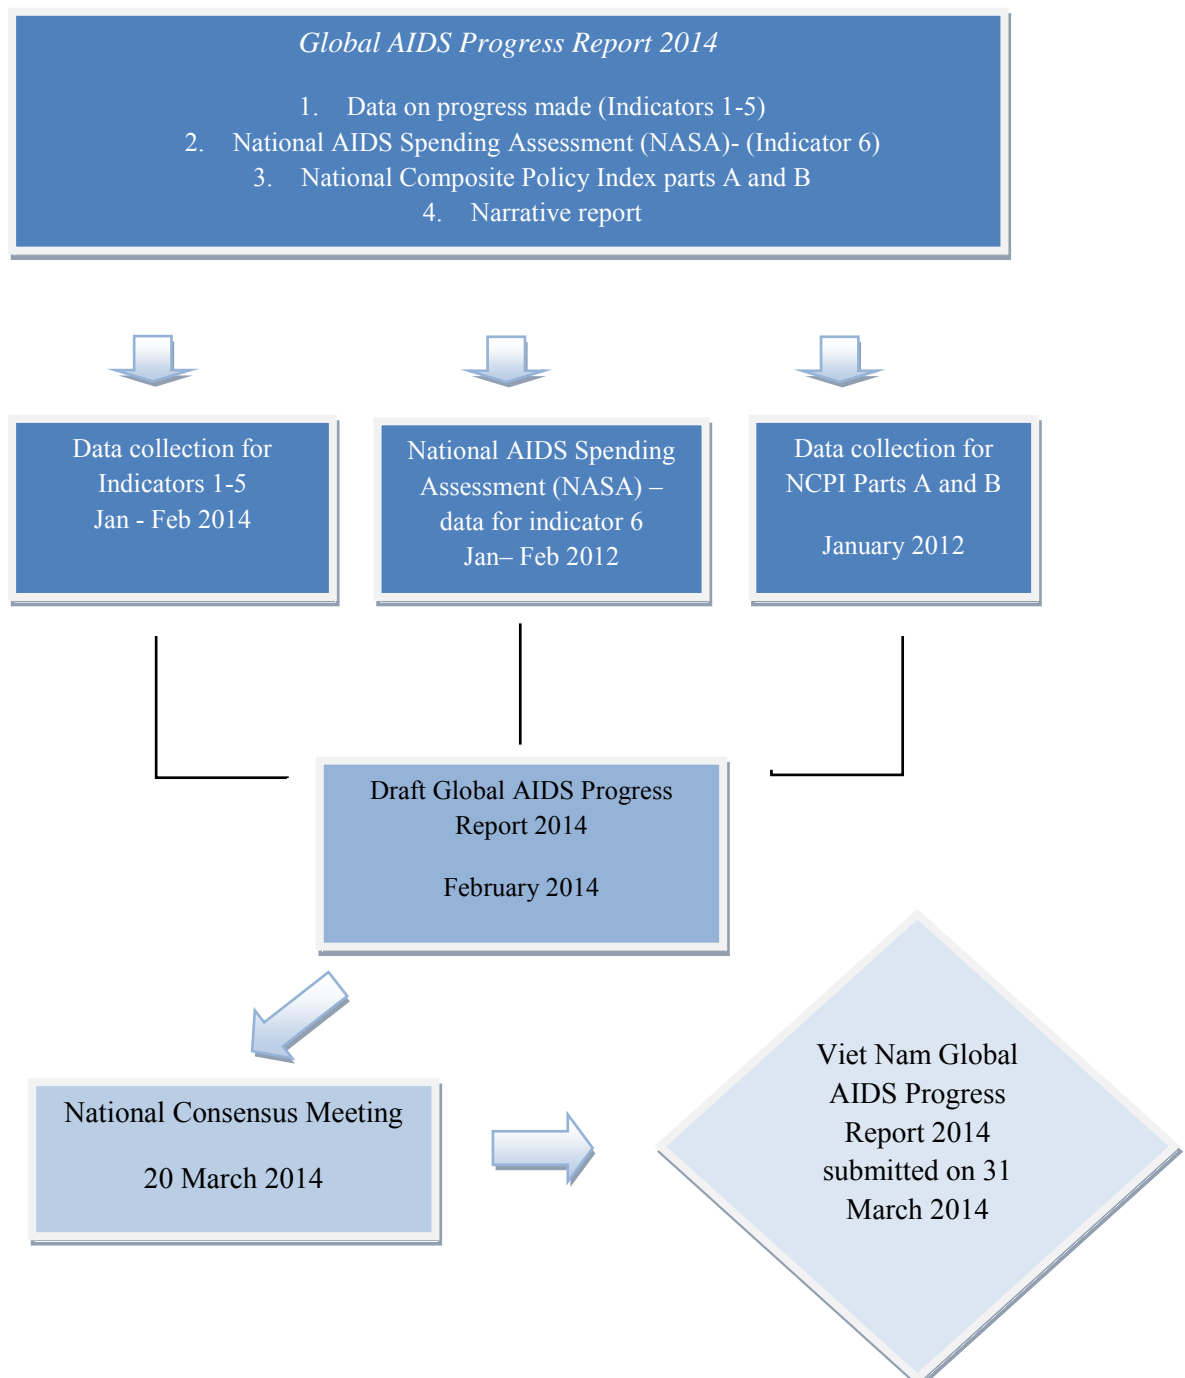 Global AIDS Progress Report 2014
1. Data on progress made (Indicators 1-5)
2. National AIDS Spending Assessment (NASA)- (Indicator 6)
3. National Composite Policy Index parts A and B
4. Narrative report
Data collection for
Indicators 1-5
Jan - Feb 2014
National AIDS Spending
Assessment (NASA) –
data for indicator 6
Jan– Feb 2012
Data collection for
NCPI Parts A and B
January 2012
Draft Global AIDS Progress
Report 2014
February 2014
National Consensus Meeting
20 March 2014
Viet Nam Global
AIDS Progress
Report 2014
submitted on 31
March 2014